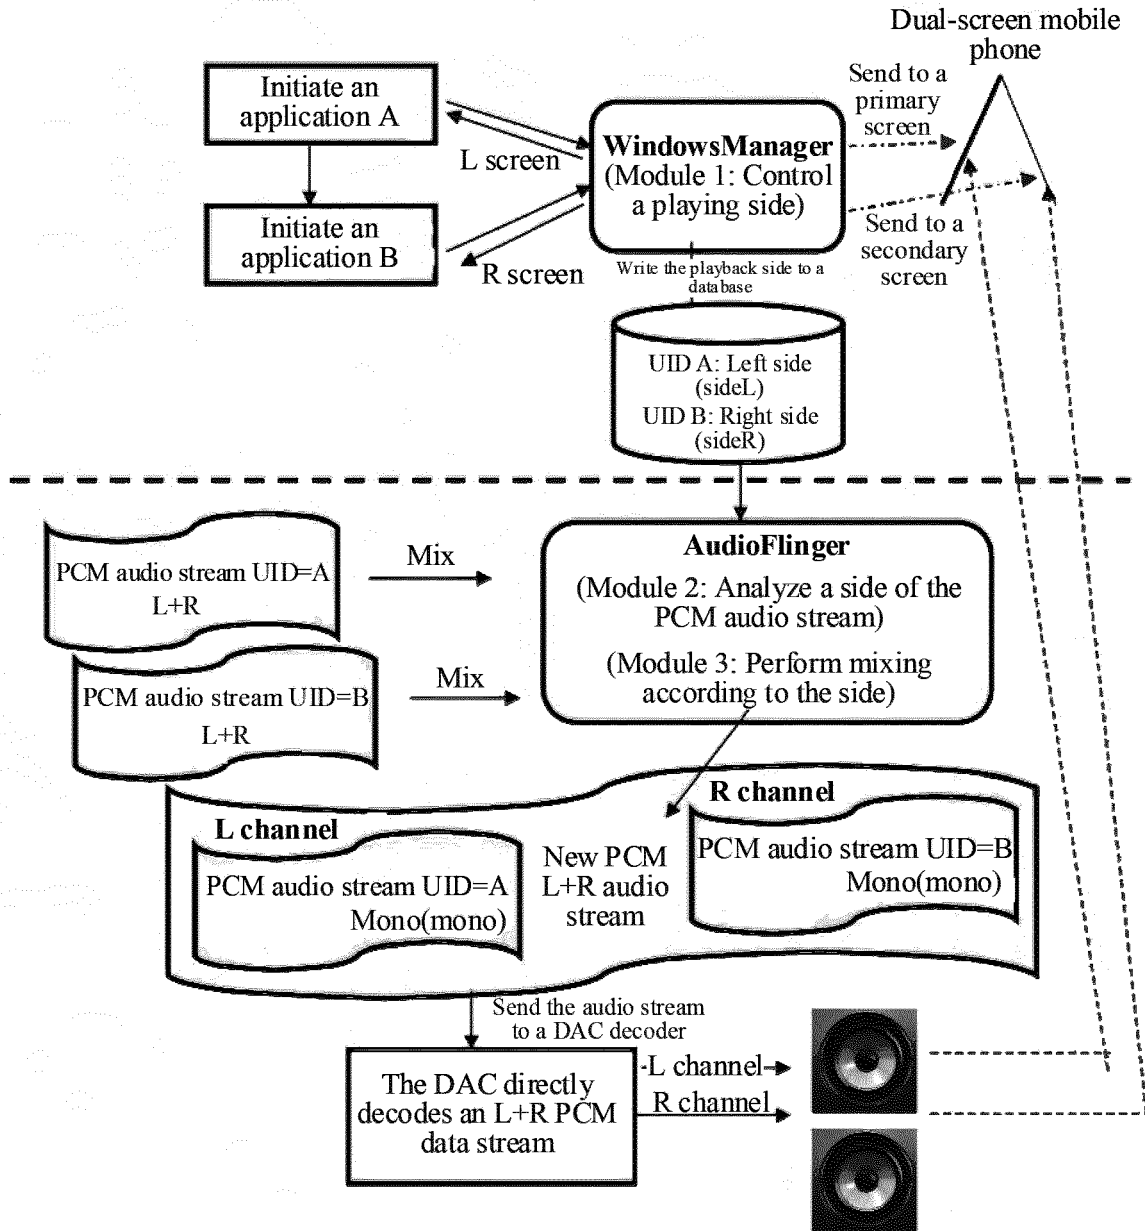 Dual-screen mobile
phone
Initiate an
application A
L screen
WindowsManager
(Module 1: Control
a playing side)
Send to a
primary
screen
Initiate an
application B
R screen
Send to a
secondary
screen
Write the playback side to a
database
UID A: Left side
(sideL)
UID B: Right side
(sideR)
PCM audio stream UID=A
L+R
Mix
AudioFlinger
(Module 2: Analyze a side of the
PCM audio stream)
(Module 3: Perform mixing
according to the side)
PCM audio stream UID=B
L+R
Mix
L channel
PCM audio stream UID=A
Mono(mono)
New PCM
L+R audio
stream
R channel
PCM audio stream UID=B
Mono(mono)
Send the audio stream
to a DAC decoder
The DAC directly
decodes an L+R PCM
data stream
L channel
R channel